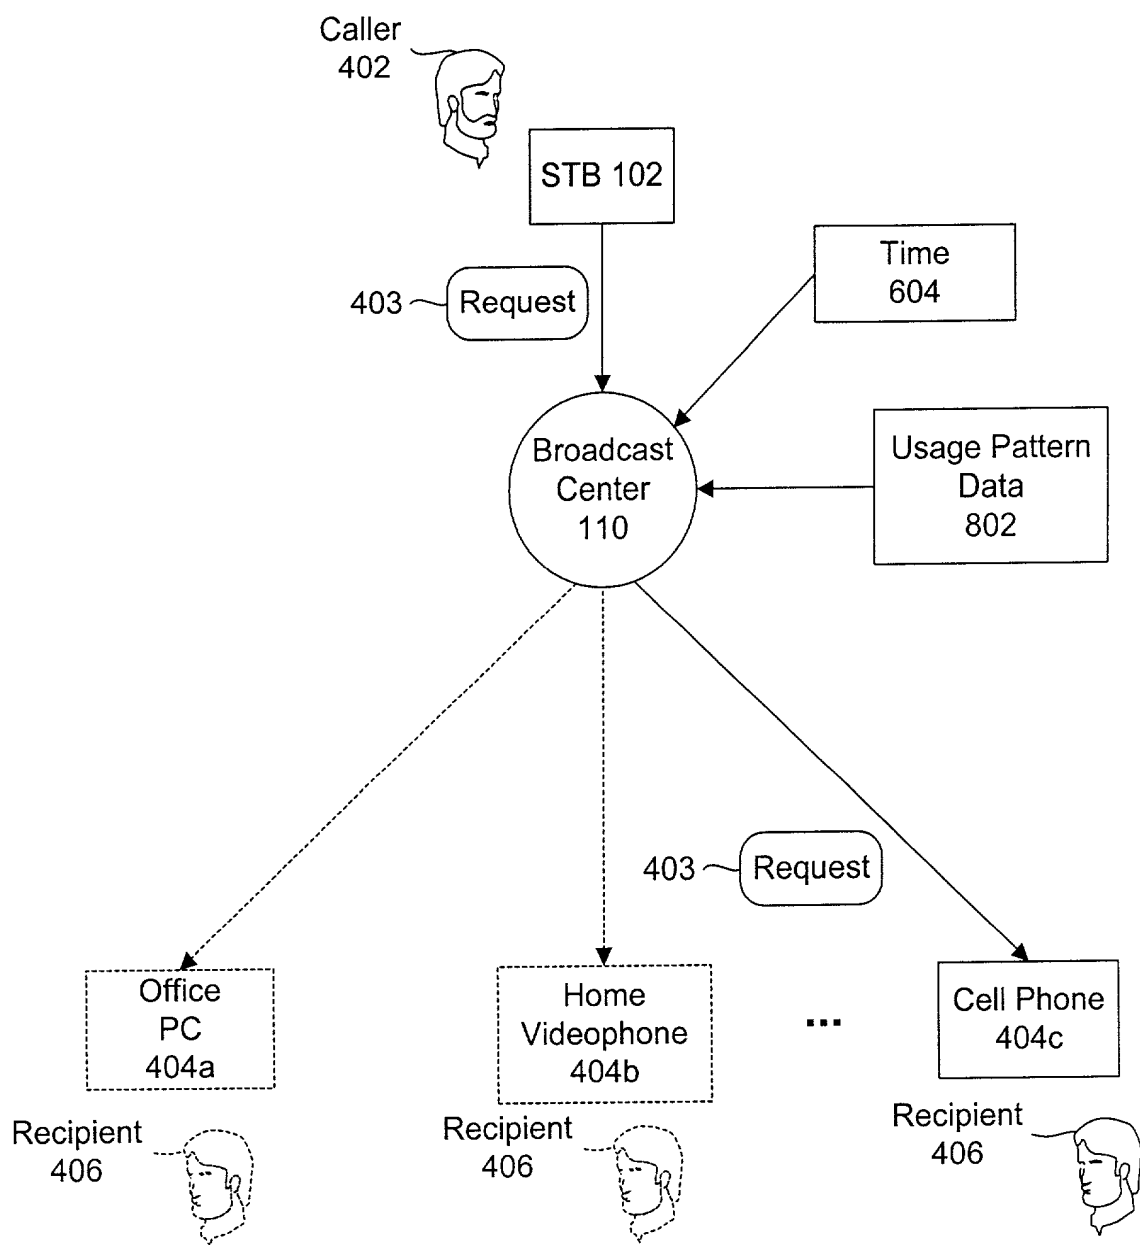 Caller
402
STB 102
Time
604
403
Request
Broadcast
Center
110
Usage Pattern
Data
802
403
Request
Office
PC
404a
Home
Videophone
404b
...
Cell Phone
404c
Recipient
406
Recipient
406
Recipient
406